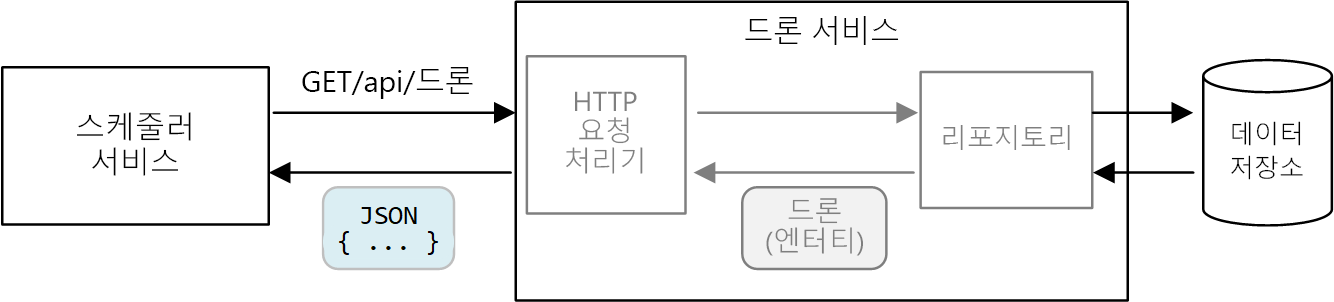 드론 서비스
스케줄러
서비스
GET/api/드론
JSON
{ ... }
HTTP
요청
처리기
드론
(엔터티)
리포지토리
데이터
저장소